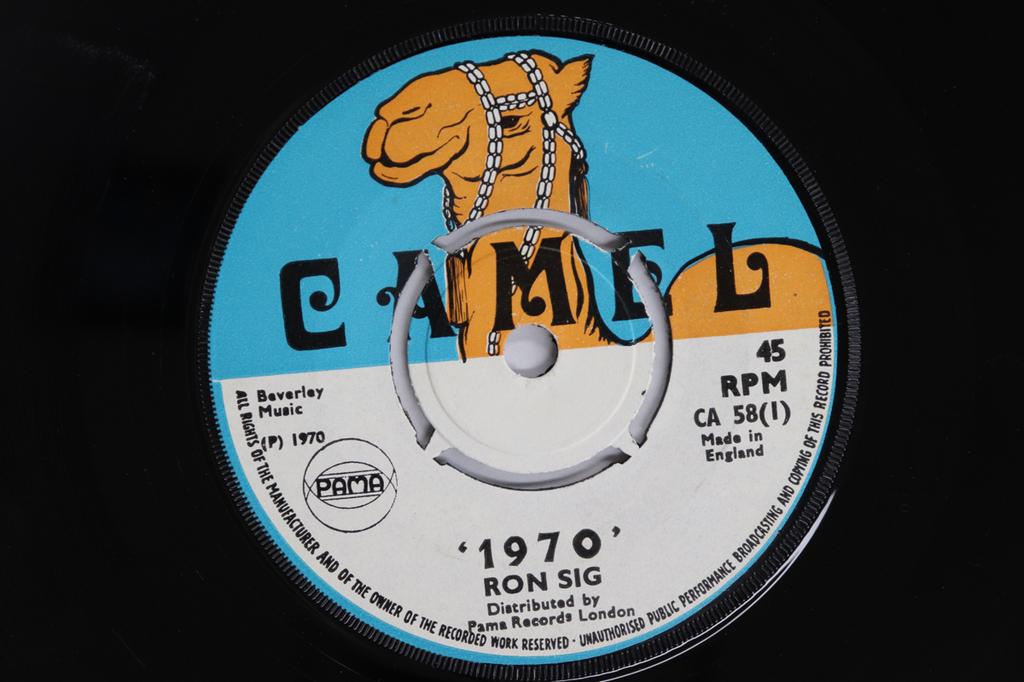 CAMEL
45
RPM
CA 58(1)
Made in
England
Beverley
Music
(P) 1970
PAMA
'1970'
RON SIG
Distributed by
Pama Records London
ALL RIGHTS OF THE MANUFACTURER AND OF THE OWNER OF THE RECORDED WORK RESERVED · UNAUTHORISED PUBLIC PERFORMANCE BROADCASTING AND COPYING OF THIS RECORD PROHIBITED